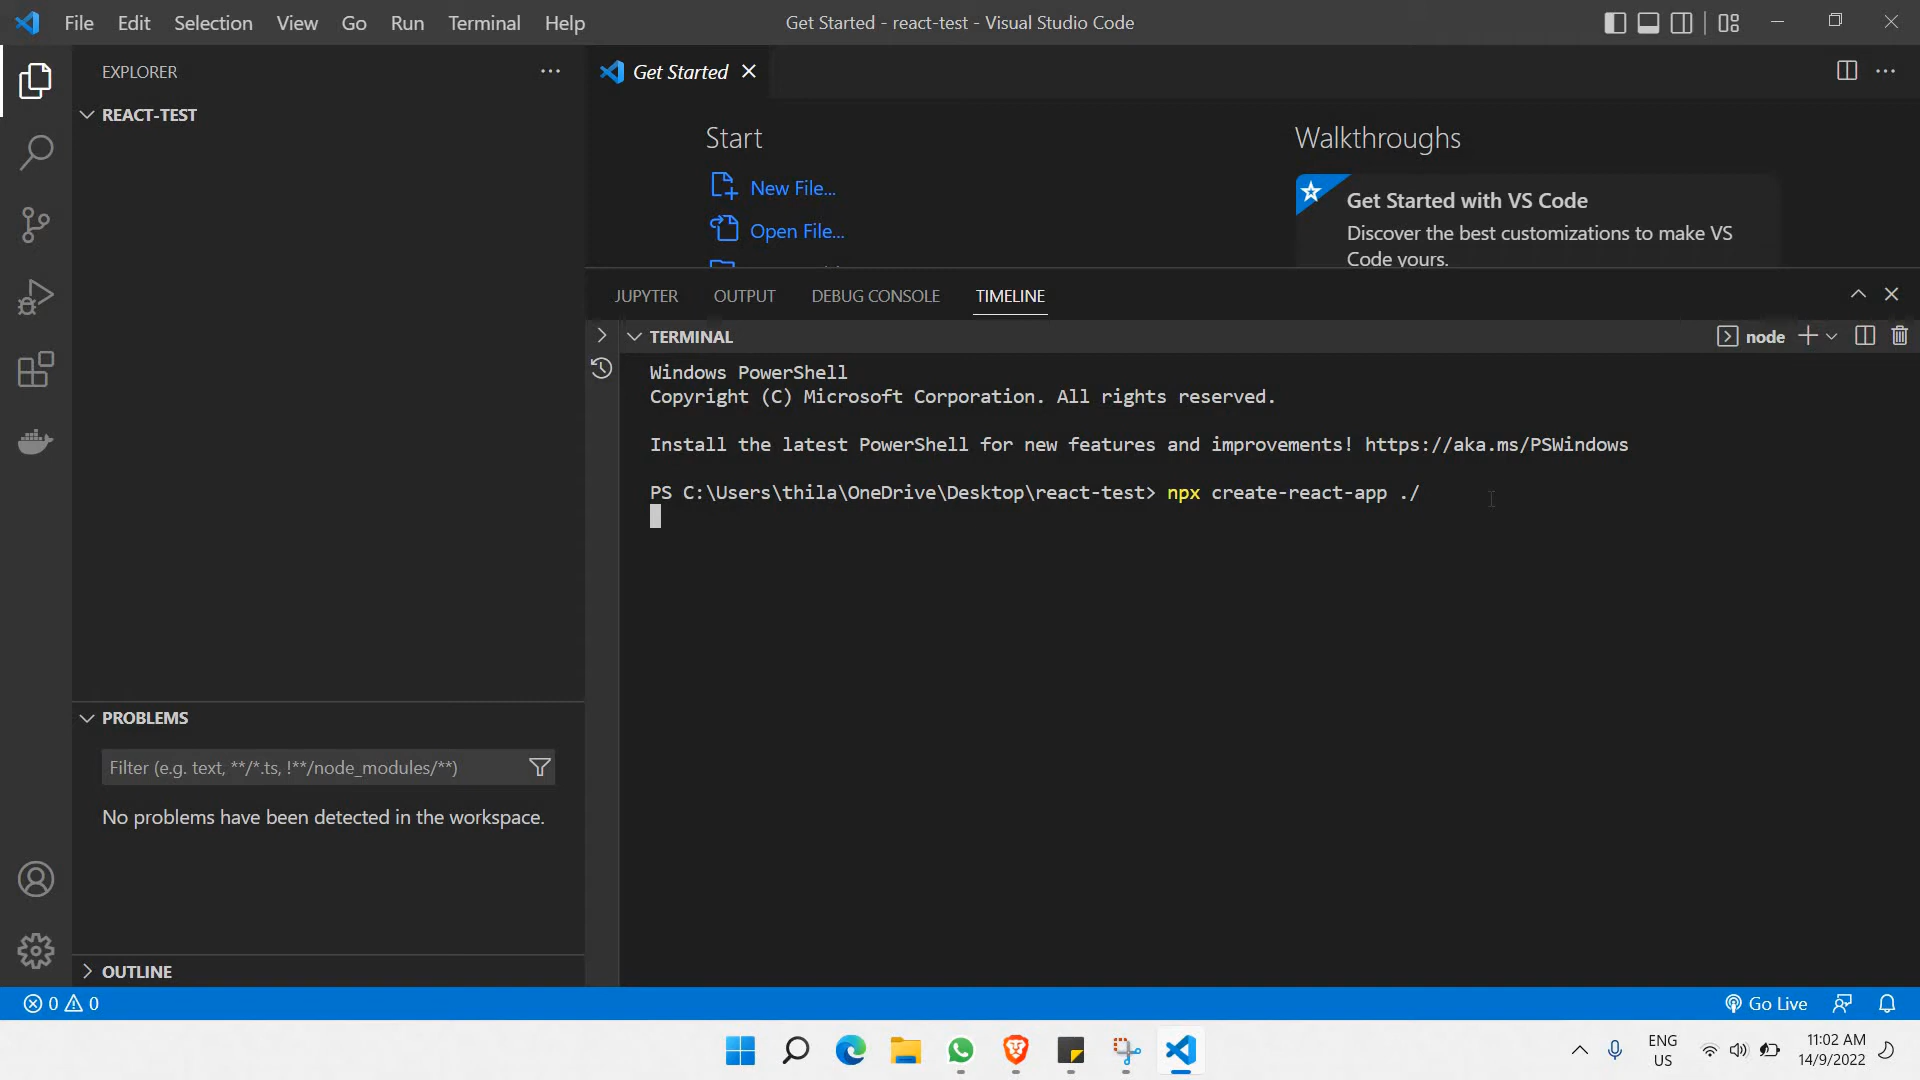 File Edit Selection View Go Run Terminal Help
Get Started - react-test - Visual Studio Code
EXPLORER
REACT-TEST
Get Started
Start
New File...
Open File...
Walkthroughs
Get Started with VS Code
Discover the best customizations to make VS
Code yours.
JUPYTER OUTPUT DEBUG CONSOLE TIMELINE
TERMINAL
node
Windows PowerShell
Copyright (C) Microsoft Corporation. All rights reserved.
Install the latest PowerShell for new features and improvements! https://aka.ms/PSWindows
PS C:\Users\thila\OneDrive\Desktop\react-test> npx create-react-app ./
PROBLEMS
Filter (e.g. text, **/*.ts, !**/node_modules/**)
No problems have been detected in the workspace.
OUTLINE
0 0
Go Live
ENG
US
11:02 AM
14/9/2022